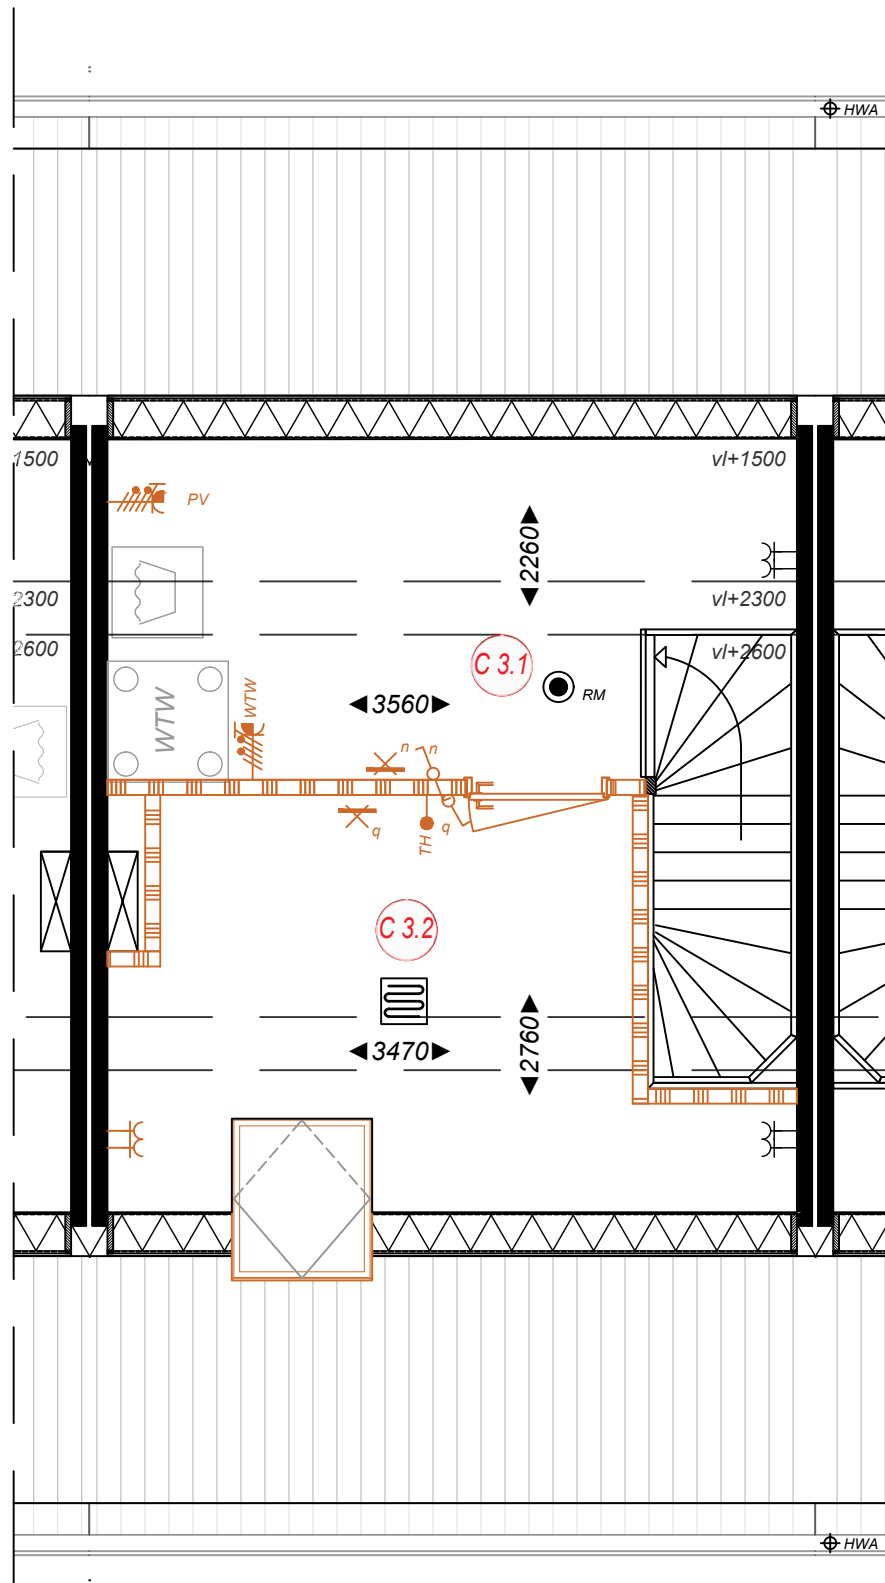 HWA
1500
vl+1500
PV
2260
2300
vl+2300
2600
vl+2600
C 3.1
WTW
WTW
3560
RM
n
n
q
q
TH
C 3.2
3470
2760
HWA